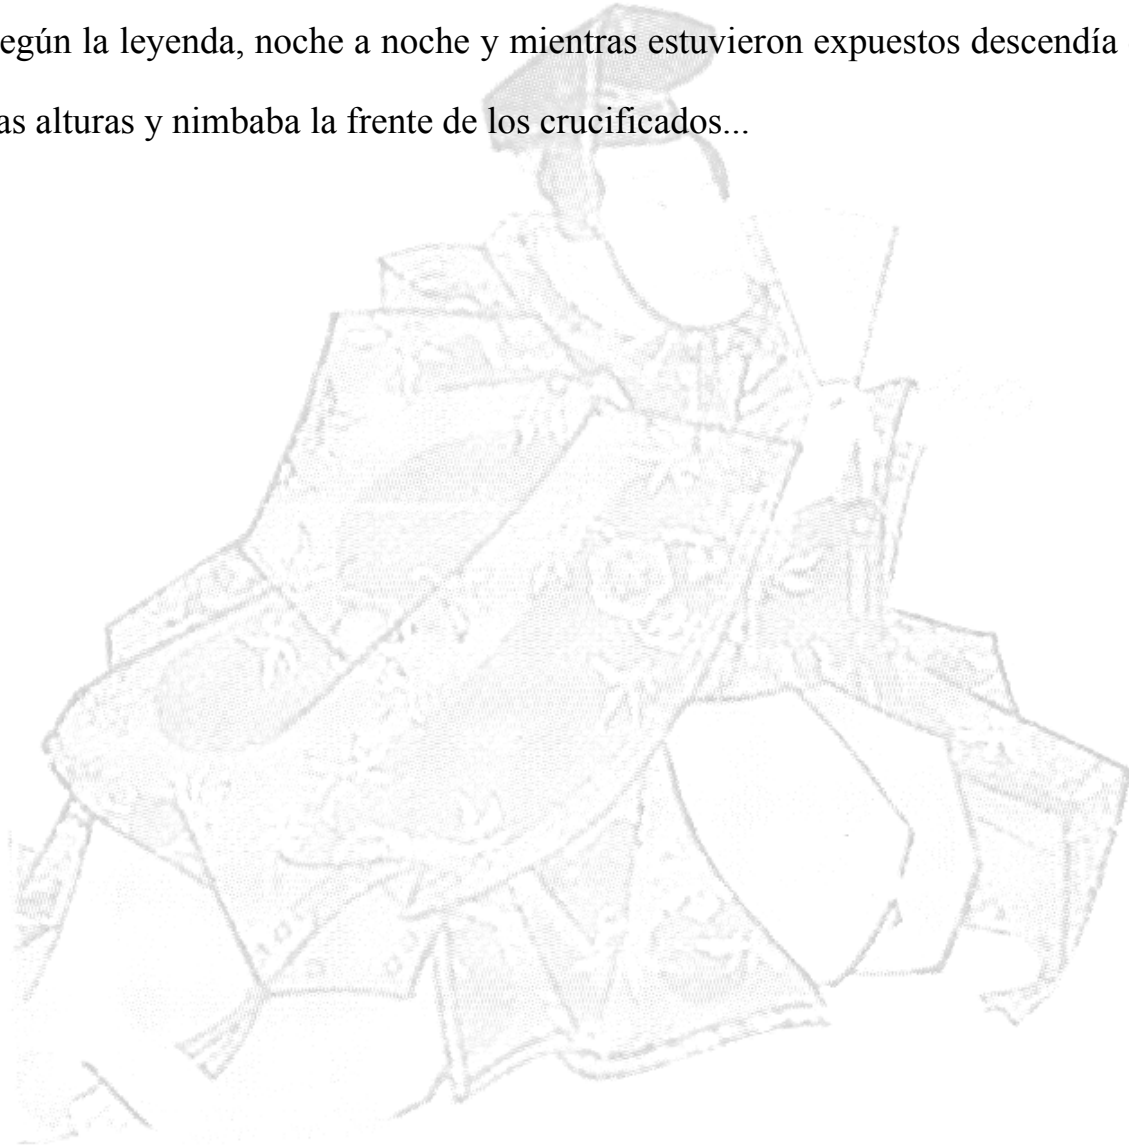 egún la leyenda, noche a noche y mientras estuvieron expuestos descendía
as alturas y nimbaba la frente de los crucificados...